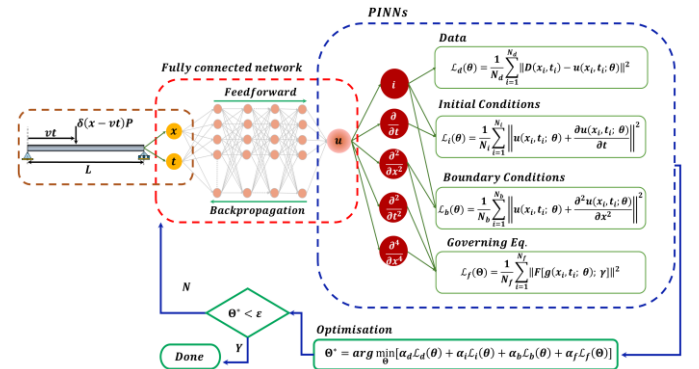 PINNs
Data
Fully connected network
Feed forward
i
ℒ_d(θ) = 1/N_d ∑_{i=1}^{N_d} ‖D(x_i, t_i) − u(x_i, t_i; θ)‖²
δ(x − vt)P
vt
L
x
t
u
∂/∂t
Initial Conditions
ℒ_i(θ) = 1/N_i ∑_{i=1}^{N_i} ‖u(x_i, t_i; θ) + ∂u(x_i, t_i; θ)/∂t‖²
∂²/∂x²
Boundary Conditions
ℒ_b(θ) = 1/N_b ∑_{i=1}^{N_b} ‖u(x_i, t_i; θ) + ∂²u(x_i, t_i; θ)/∂x²‖²
Backpropagation
∂²/∂t²
Governing Eq.
∂⁴/∂x⁴
ℒ_f(Θ) = 1/N_f ∑_{i=1}^{N_f} ‖F[g(x_i, t_i; θ); γ]‖²
N
Θ* < ε
Y
Done
Optimisation
Θ* = arg min_Θ [α_d ℒ_d(θ) + α_i ℒ_i(θ) + α_b ℒ_b(θ) + α_f ℒ_f(Θ)]